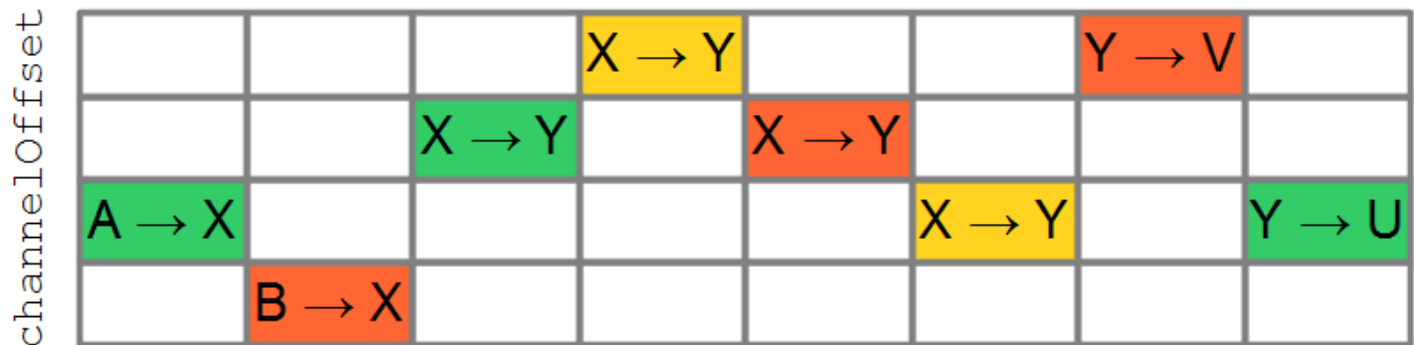 channelOffset
X → Y
Y → V
X → Y
X → Y
A → X
X → Y
Y → U
B → X